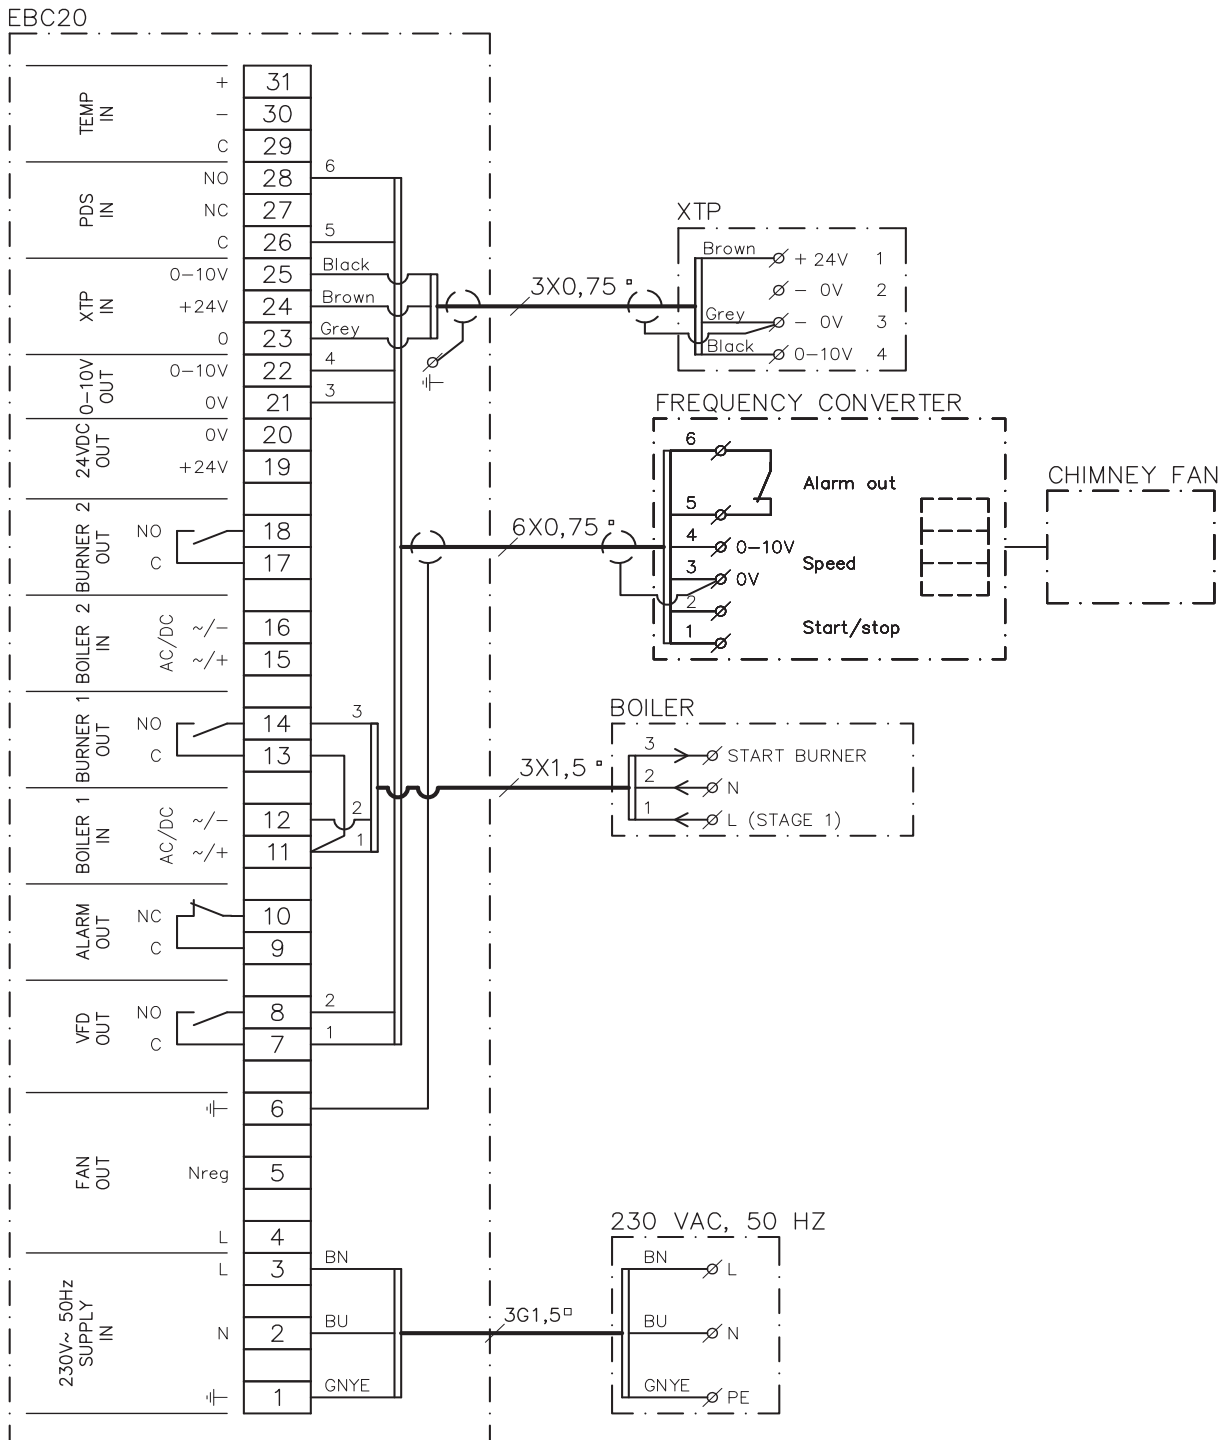 EBC20
TEMP IN
+ 31
- 30
C 29
PDS IN
NO 28 6
NC 27
C 26 5
XTP IN
0-10V 25 Black
+24V 24 Brown
0 23 Grey
0-10V OUT
0-10V 22 4
0V 21 3
24VDC OUT
0V 20
+24V 19
BURNER 2 OUT
NO 18
C 17
BOILER 2 IN
AC/DC
~/- 16
~/+ 15
BURNER 1 OUT
NO 14 3
C 13
BOILER 1 IN
AC/DC
~/- 12 2
~/+ 11 1
ALARM OUT
NC 10
C 9
VFD OUT
NO 8 2
C 7 1
FAN OUT
6
Nreg 5
L 4
230V~ 50Hz SUPPLY IN
L 3 BN
N 2 BU
1 GNYE
3X0,75 ▫
XTP
Brown + 24V 1
- 0V 2
Grey - 0V 3
Black 0-10V 4
6X0,75 ▫
FREQUENCY CONVERTER
6
Alarm out
5
4 0-10V
Speed
3 0V
2
Start/stop
1
CHIMNEY FAN
3X1,5 ▫
BOILER
3 START BURNER
2 N
1 L (STAGE 1)
3G1,5▫
230 VAC, 50 HZ
BN L
BU N
GNYE PE